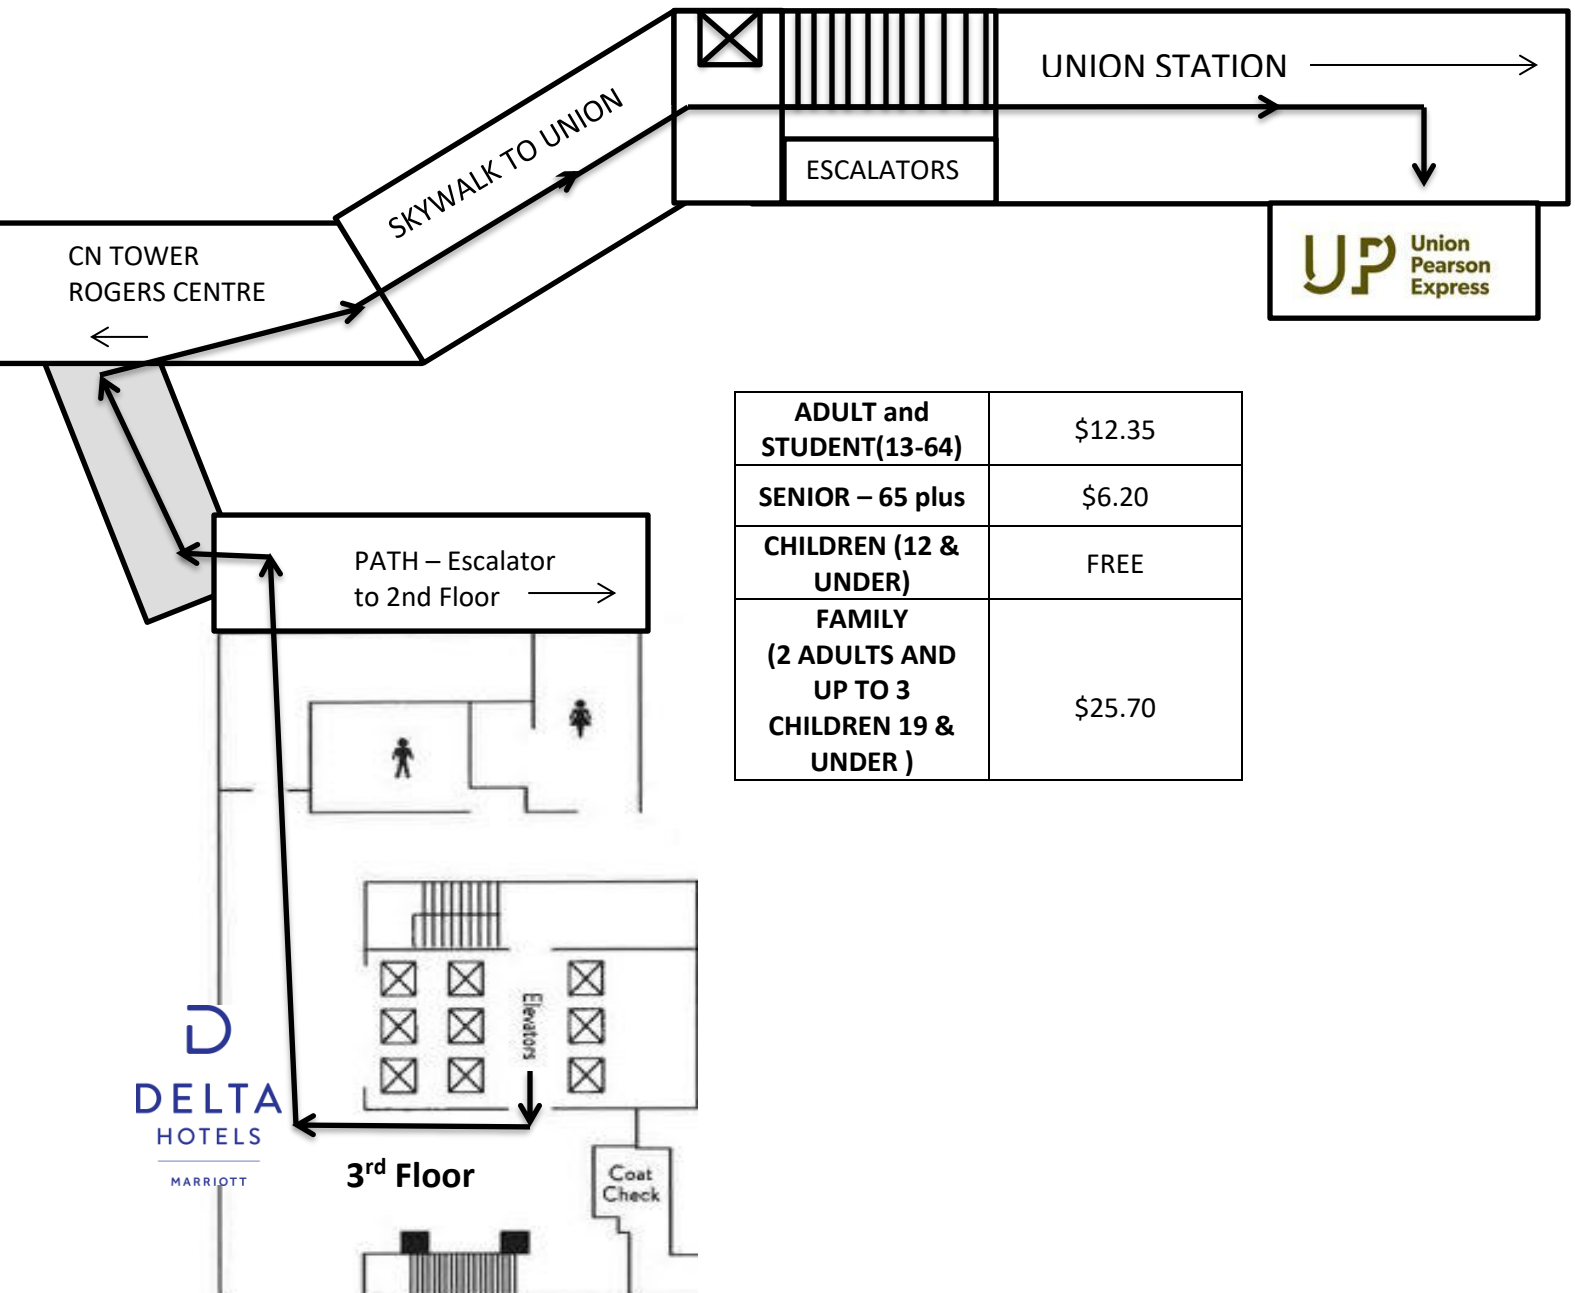 UNION STATION
SKYWALK TO UNION
ESCALATORS
CN TOWER
ROGERS CENTRE
UP Union
Pearson
Express
ADULT and
STUDENT(13-64)
$12.35
SENIOR – 65 plus
$6.20
CHILDREN (12 &
UNDER)
FREE
FAMILY
(2 ADULTS AND
UP TO 3
CHILDREN 19 &
UNDER )
$25.70
PATH – Escalator
to 2nd Floor
Elevators
D
DELTA
HOTELS
MARRIOTT
3rd Floor
Coat
Check